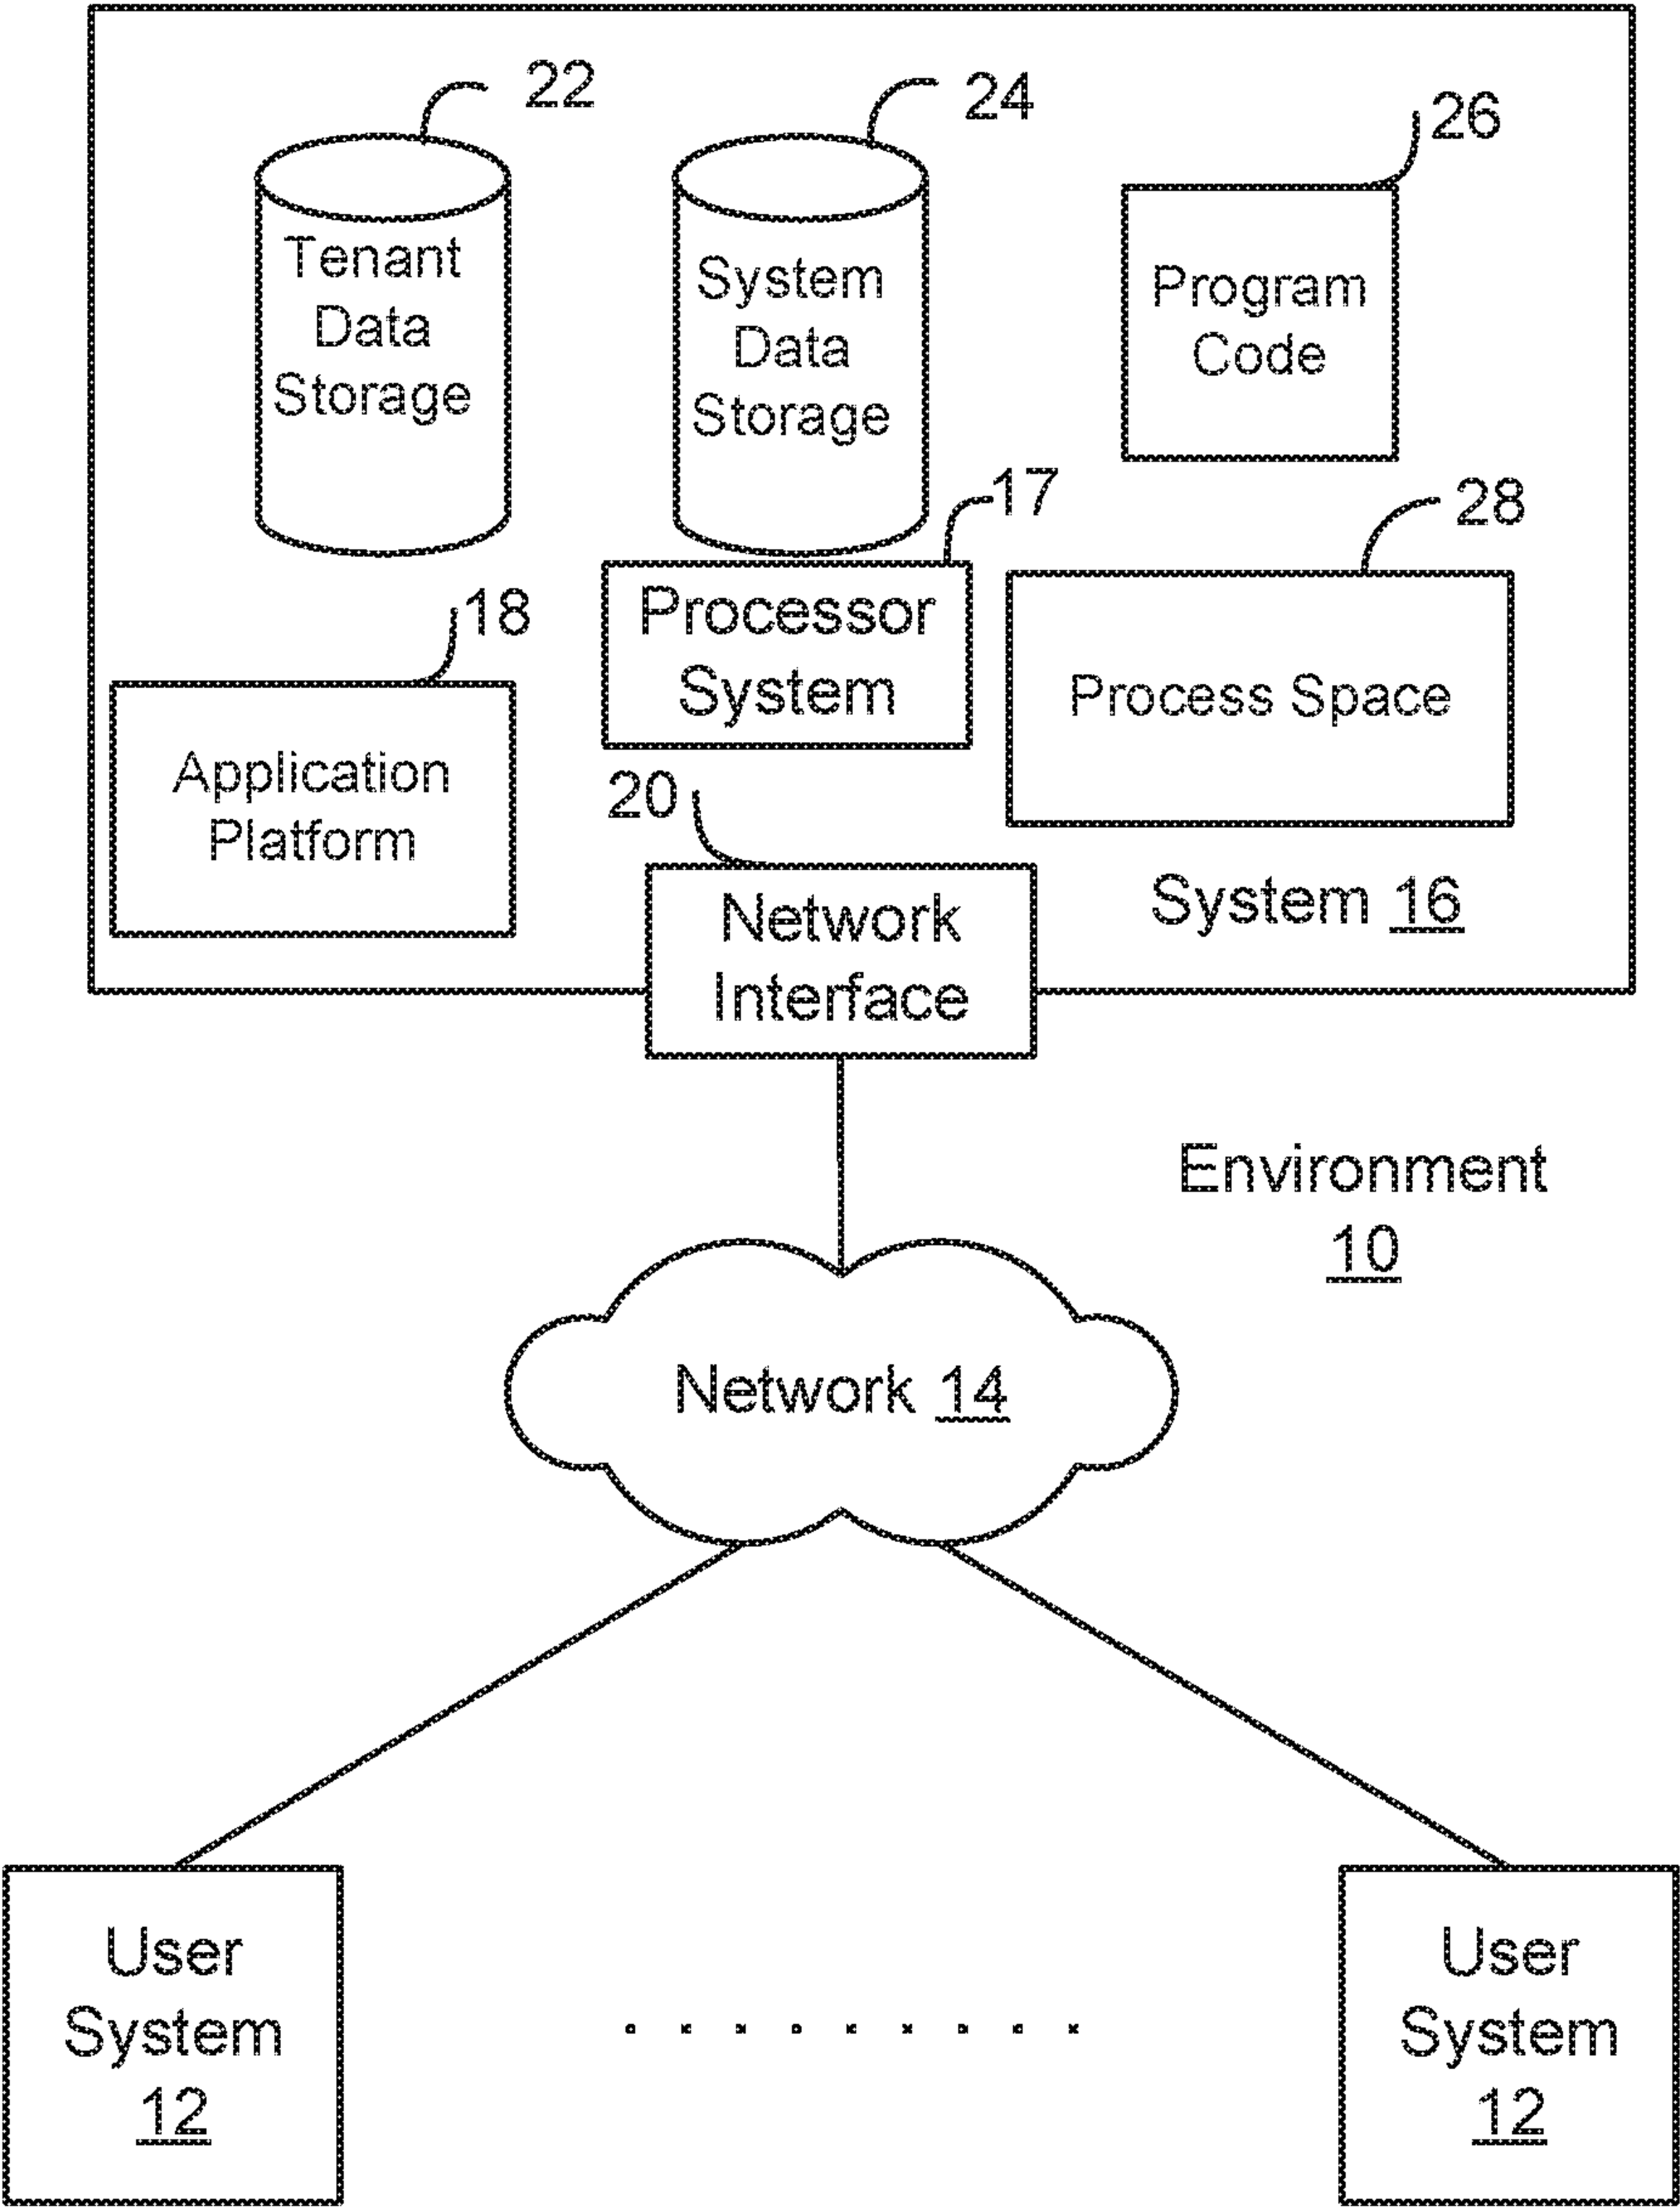 22
24
26
Tenant
Data
Storage
System
Data
Storage
Program
Code
17
28
18
Processor
System
Process Space
Application
Platform
20
Network
Interface
System 16
Environment
10
Network 14
User
System
12
User
System
12